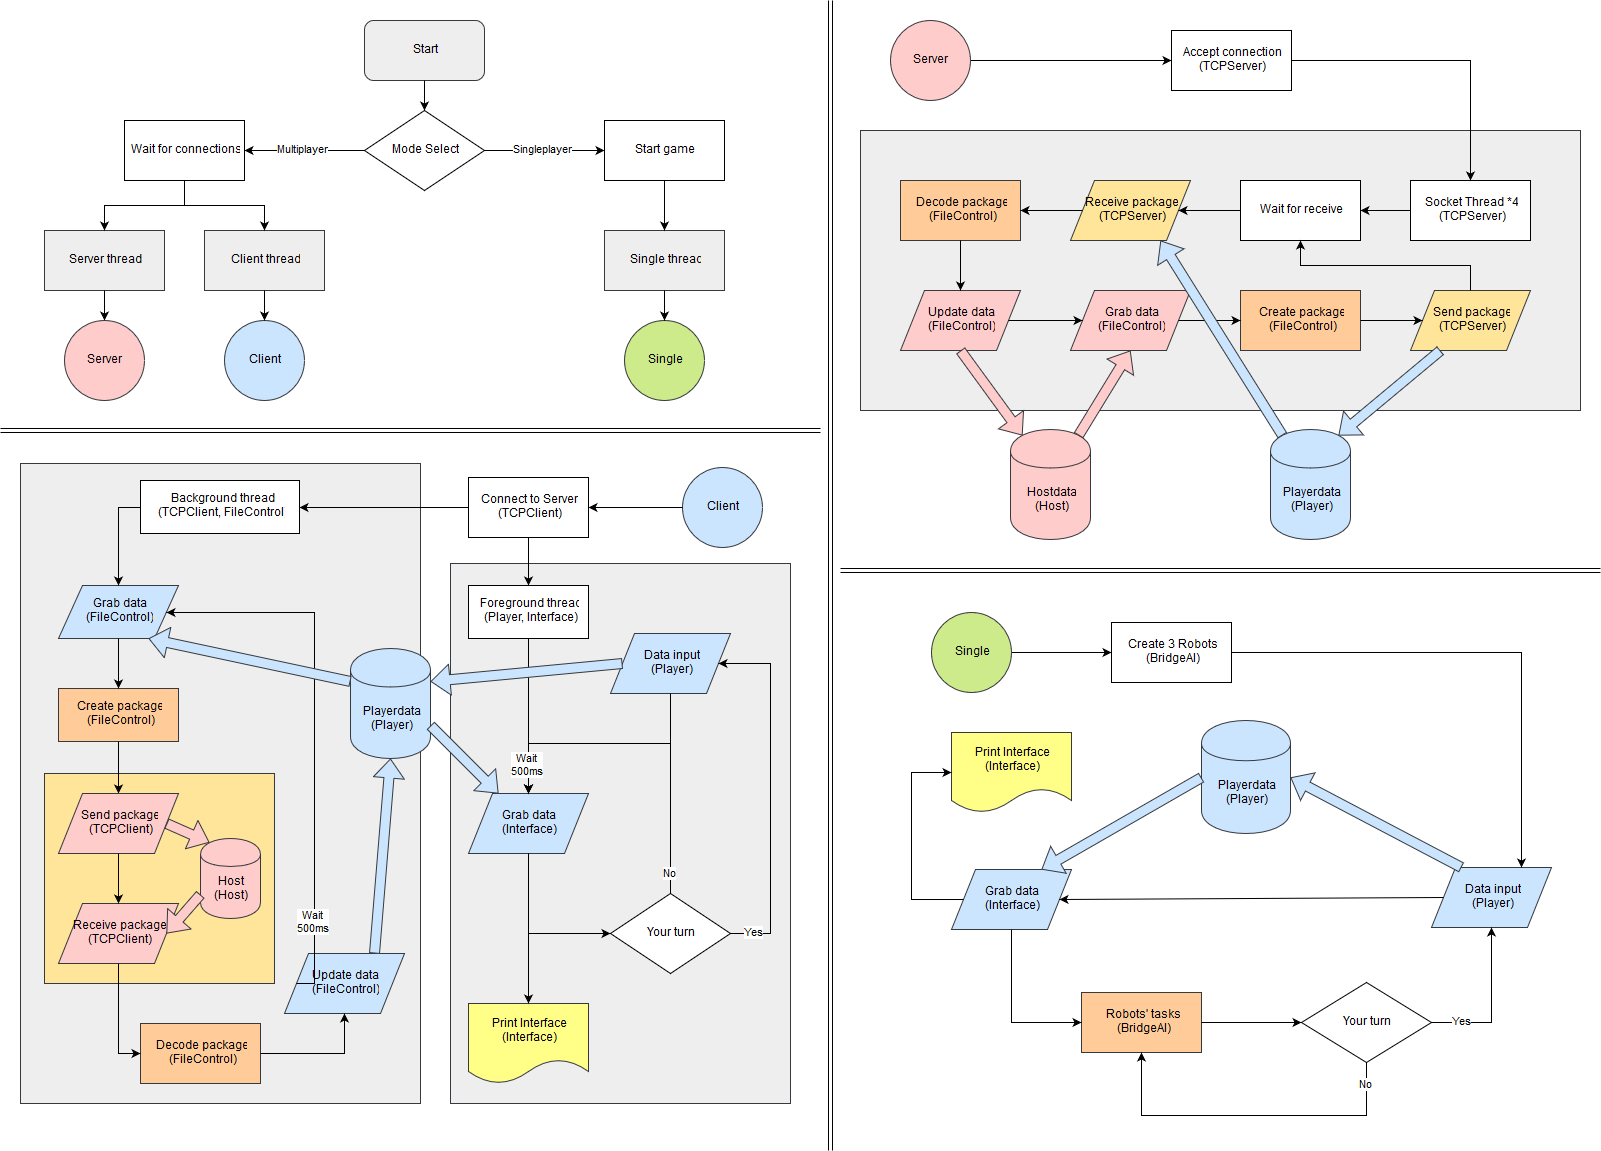 Start
Mode Select
Multiplayer
Singleplayer
Wait for connections
Start game
Server thread
Client thread
Single thread
Server
Client
Single
Server
Accept connection
(TCPServer)
Decode package
(FileControl)
Receive package
(TCPServer)
Wait for receive
Socket Thread *4
(TCPServer)
Update data
(FileControl)
Grab data
(FileControl)
Create package
(FileControl)
Send package
(TCPServer)
Hostdata
(Host)
Playerdata
(Player)
Background thread
(TCPClient, FileControl
Connect to Server
(TCPClient)
Client
Grab data
(FileControl)
Foreground thread
(Player, Interface)
Data input
(Player)
Create package
(FileControl)
Playerdata
(Player)
Wait
500ms
Send package
(TCPClient)
Grab data
(Interface)
Host
(Host)
No
Receive package
(TCPClient)
Wait
500ms
Your turn
Yes
Update data
(FileControl)
Decode package
(FileControl)
Print Interface
(Interface)
Single
Create 3 Robots
(BridgeAI)
Print Interface
(Interface)
Playerdata
(Player)
Grab data
(Interface)
Data input
(Player)
Robots' tasks
(BridgeAI)
Your turn
Yes
No